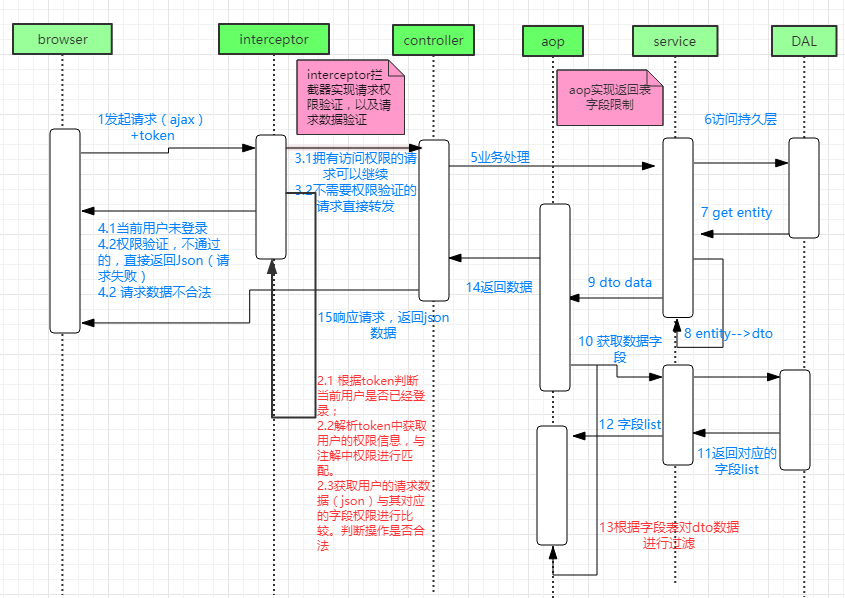 browser
interceptor
controller
aop
service
DAL
interceptor拦
截器实现请求权
限验证，以及请
求数据验证
aop实现返回表
字段限制
1发起请求（ajax）
+token
3.1拥有访问权限的请
求可以继续
3.2不需要权限验证的
请求直接转发
5业务处理
6访问持久层
7 get entity
4.1当前用户未登录
4.2权限验证，不通过
的，直接返回Json（请
求失败）
4.2 请求数据不合法
14返回数据
9 dto data
15响应请求，返回json
数据
8 entity-->dto
10 获取数据字
段
2.1 根据token判断
当前用户是否已经登
录；
2.2解析token中获取
用户的权限信息，与
注解中权限进行匹
配。
2.3获取用户的请求数
据（json）与其对应
的字段权限进行比
较。判断操作是否合
法
12 字段list
11返回对应的
字段list
13根据字段表对dto数据
进行过滤